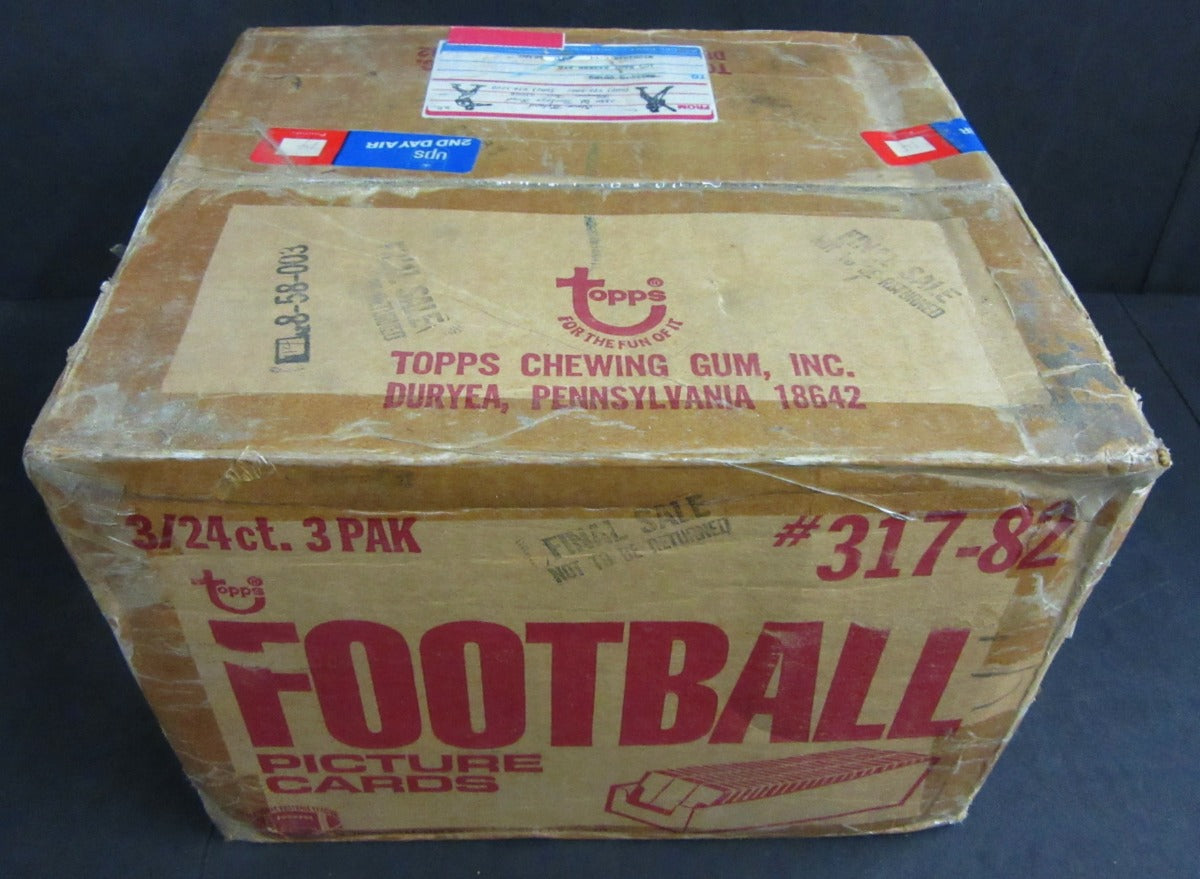 FROM
TO
ups
2ND DAY AIR
8-58-003
FINAL SALE
FINAL SALE
NOT TO BE RETURNED
topps®
FOR THE FUN OF IT
TOPPS CHEWING GUM, INC.
DURYEA, PENNSYLVANIA 18642
3/24ct. 3 PAK
FINAL SALE
NOT TO BE RETURNED
#317-82
topps®
FOOTBALL
PICTURE
CARDS